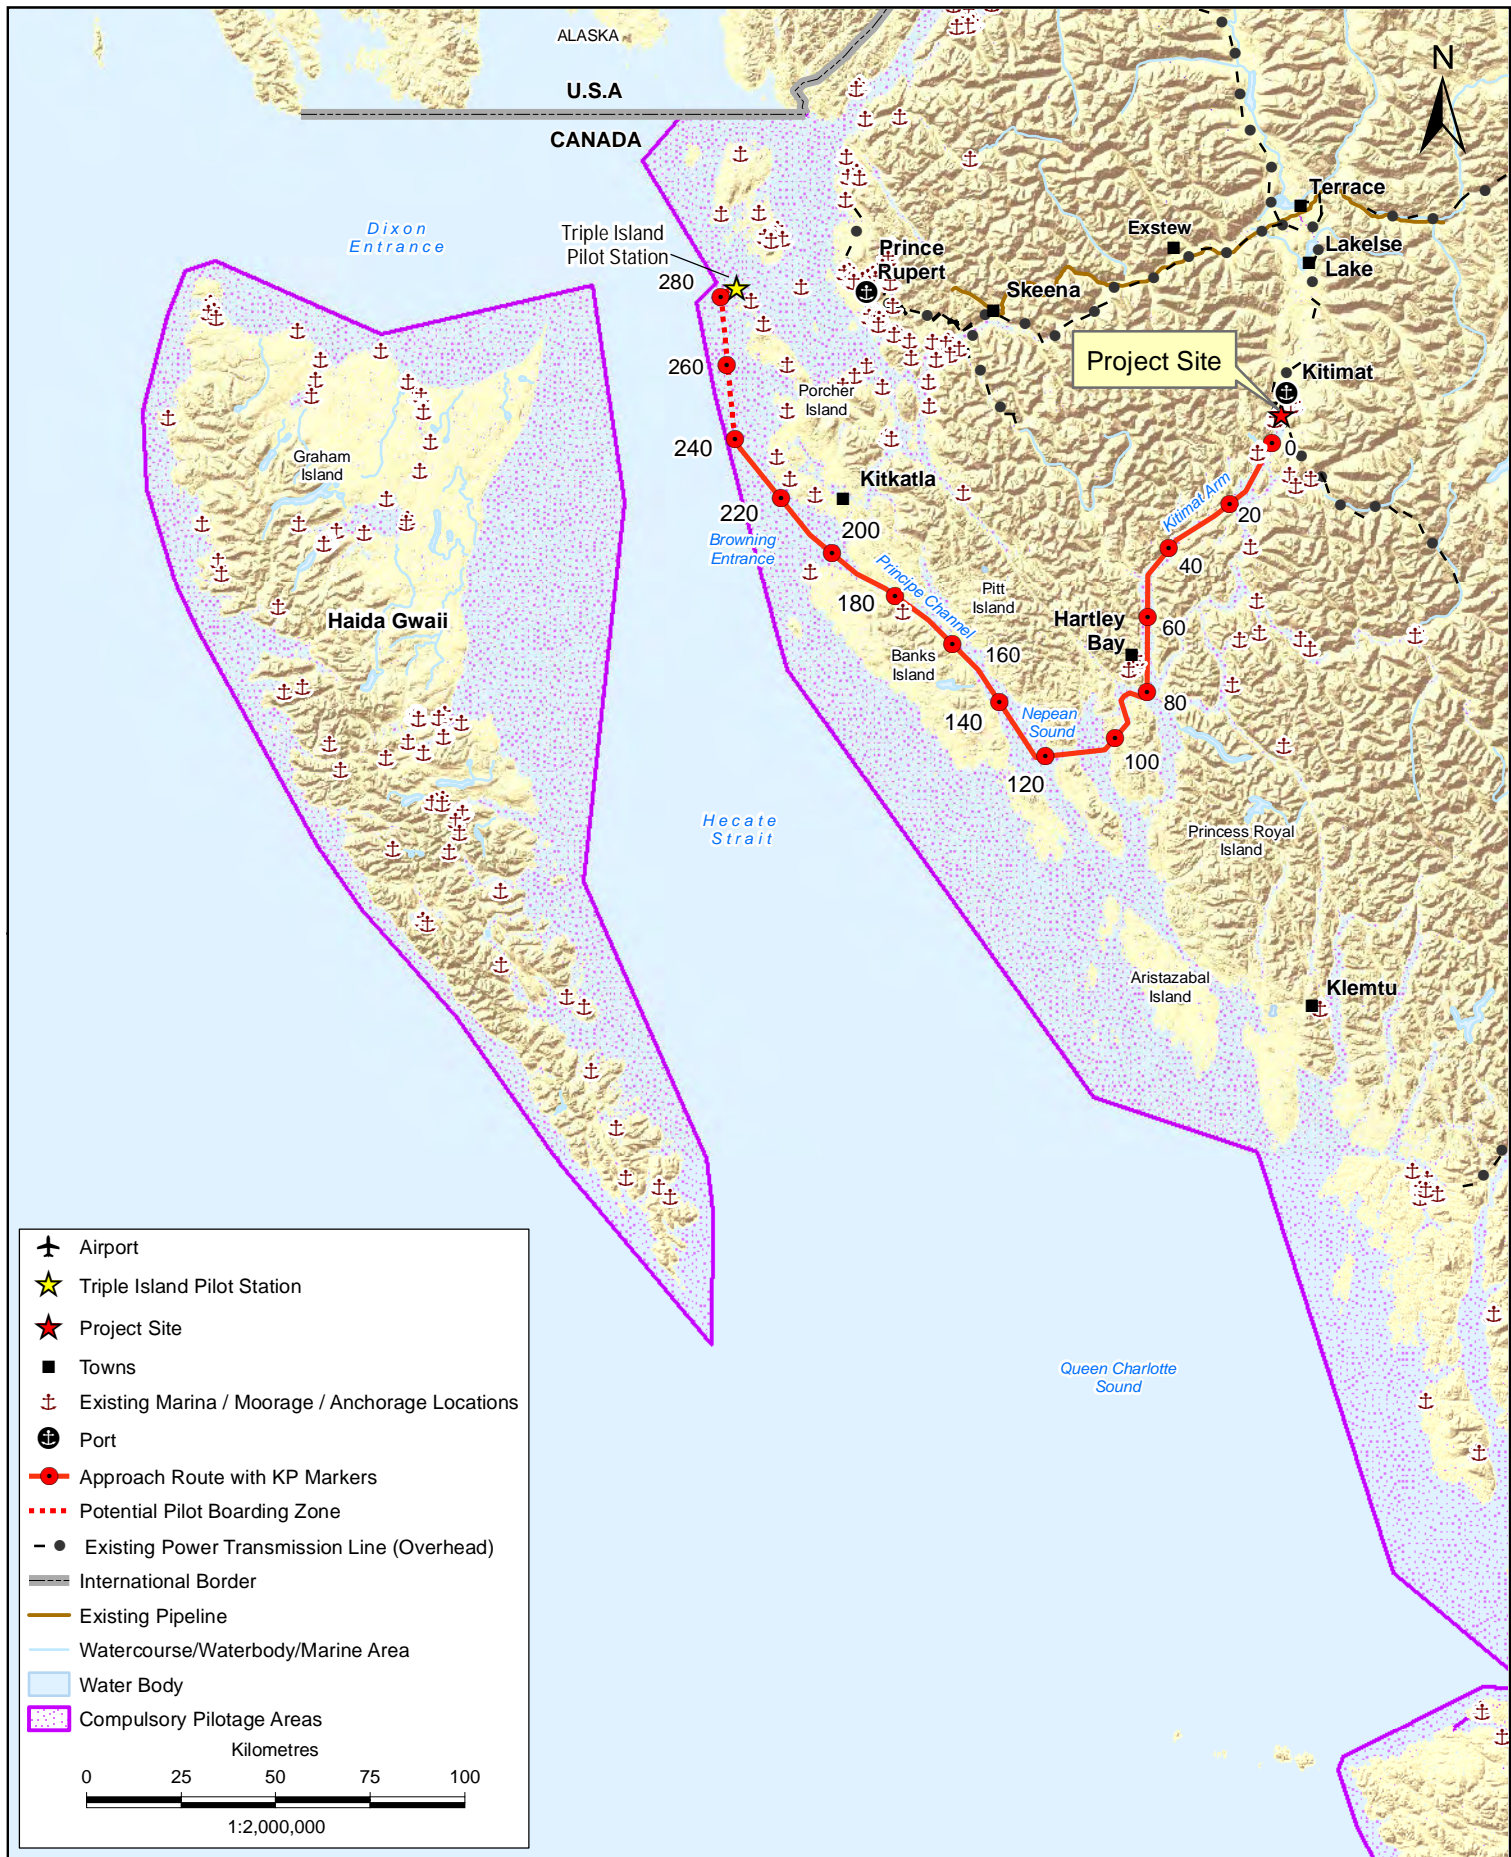 ALASKA
U.S.A
CANADA
N
Dixon
Entrance
Triple Island
Pilot Station
280
Prince
Rupert
Exstew
Terrace
Lakelse
Lake
Skeena
Project Site
Kitimat
260
Porcher
Island
240
0
Graham
Island
Kitkatla
220
200
Browning
Entrance
Kitimat Arm
20
40
Principe Channel
180
Pitt
Island
Haida Gwaii
Hartley
Bay
60
Banks
Island
160
140
Nepean
Sound
80
100
120
Hecate
Strait
Princess Royal
Island
Aristazabal
Island
Klemtu
Queen Charlotte
Sound
Airport
Triple Island Pilot Station
Project Site
Towns
Existing Marina / Moorage / Anchorage Locations
Port
Approach Route with KP Markers
Potential Pilot Boarding Zone
Existing Power Transmission Line (Overhead)
International Border
Existing Pipeline
Watercourse/Waterbody/Marine Area
Water Body
Compulsory Pilotage Areas
Kilometres
0 25 50 75 100
1:2,000,000